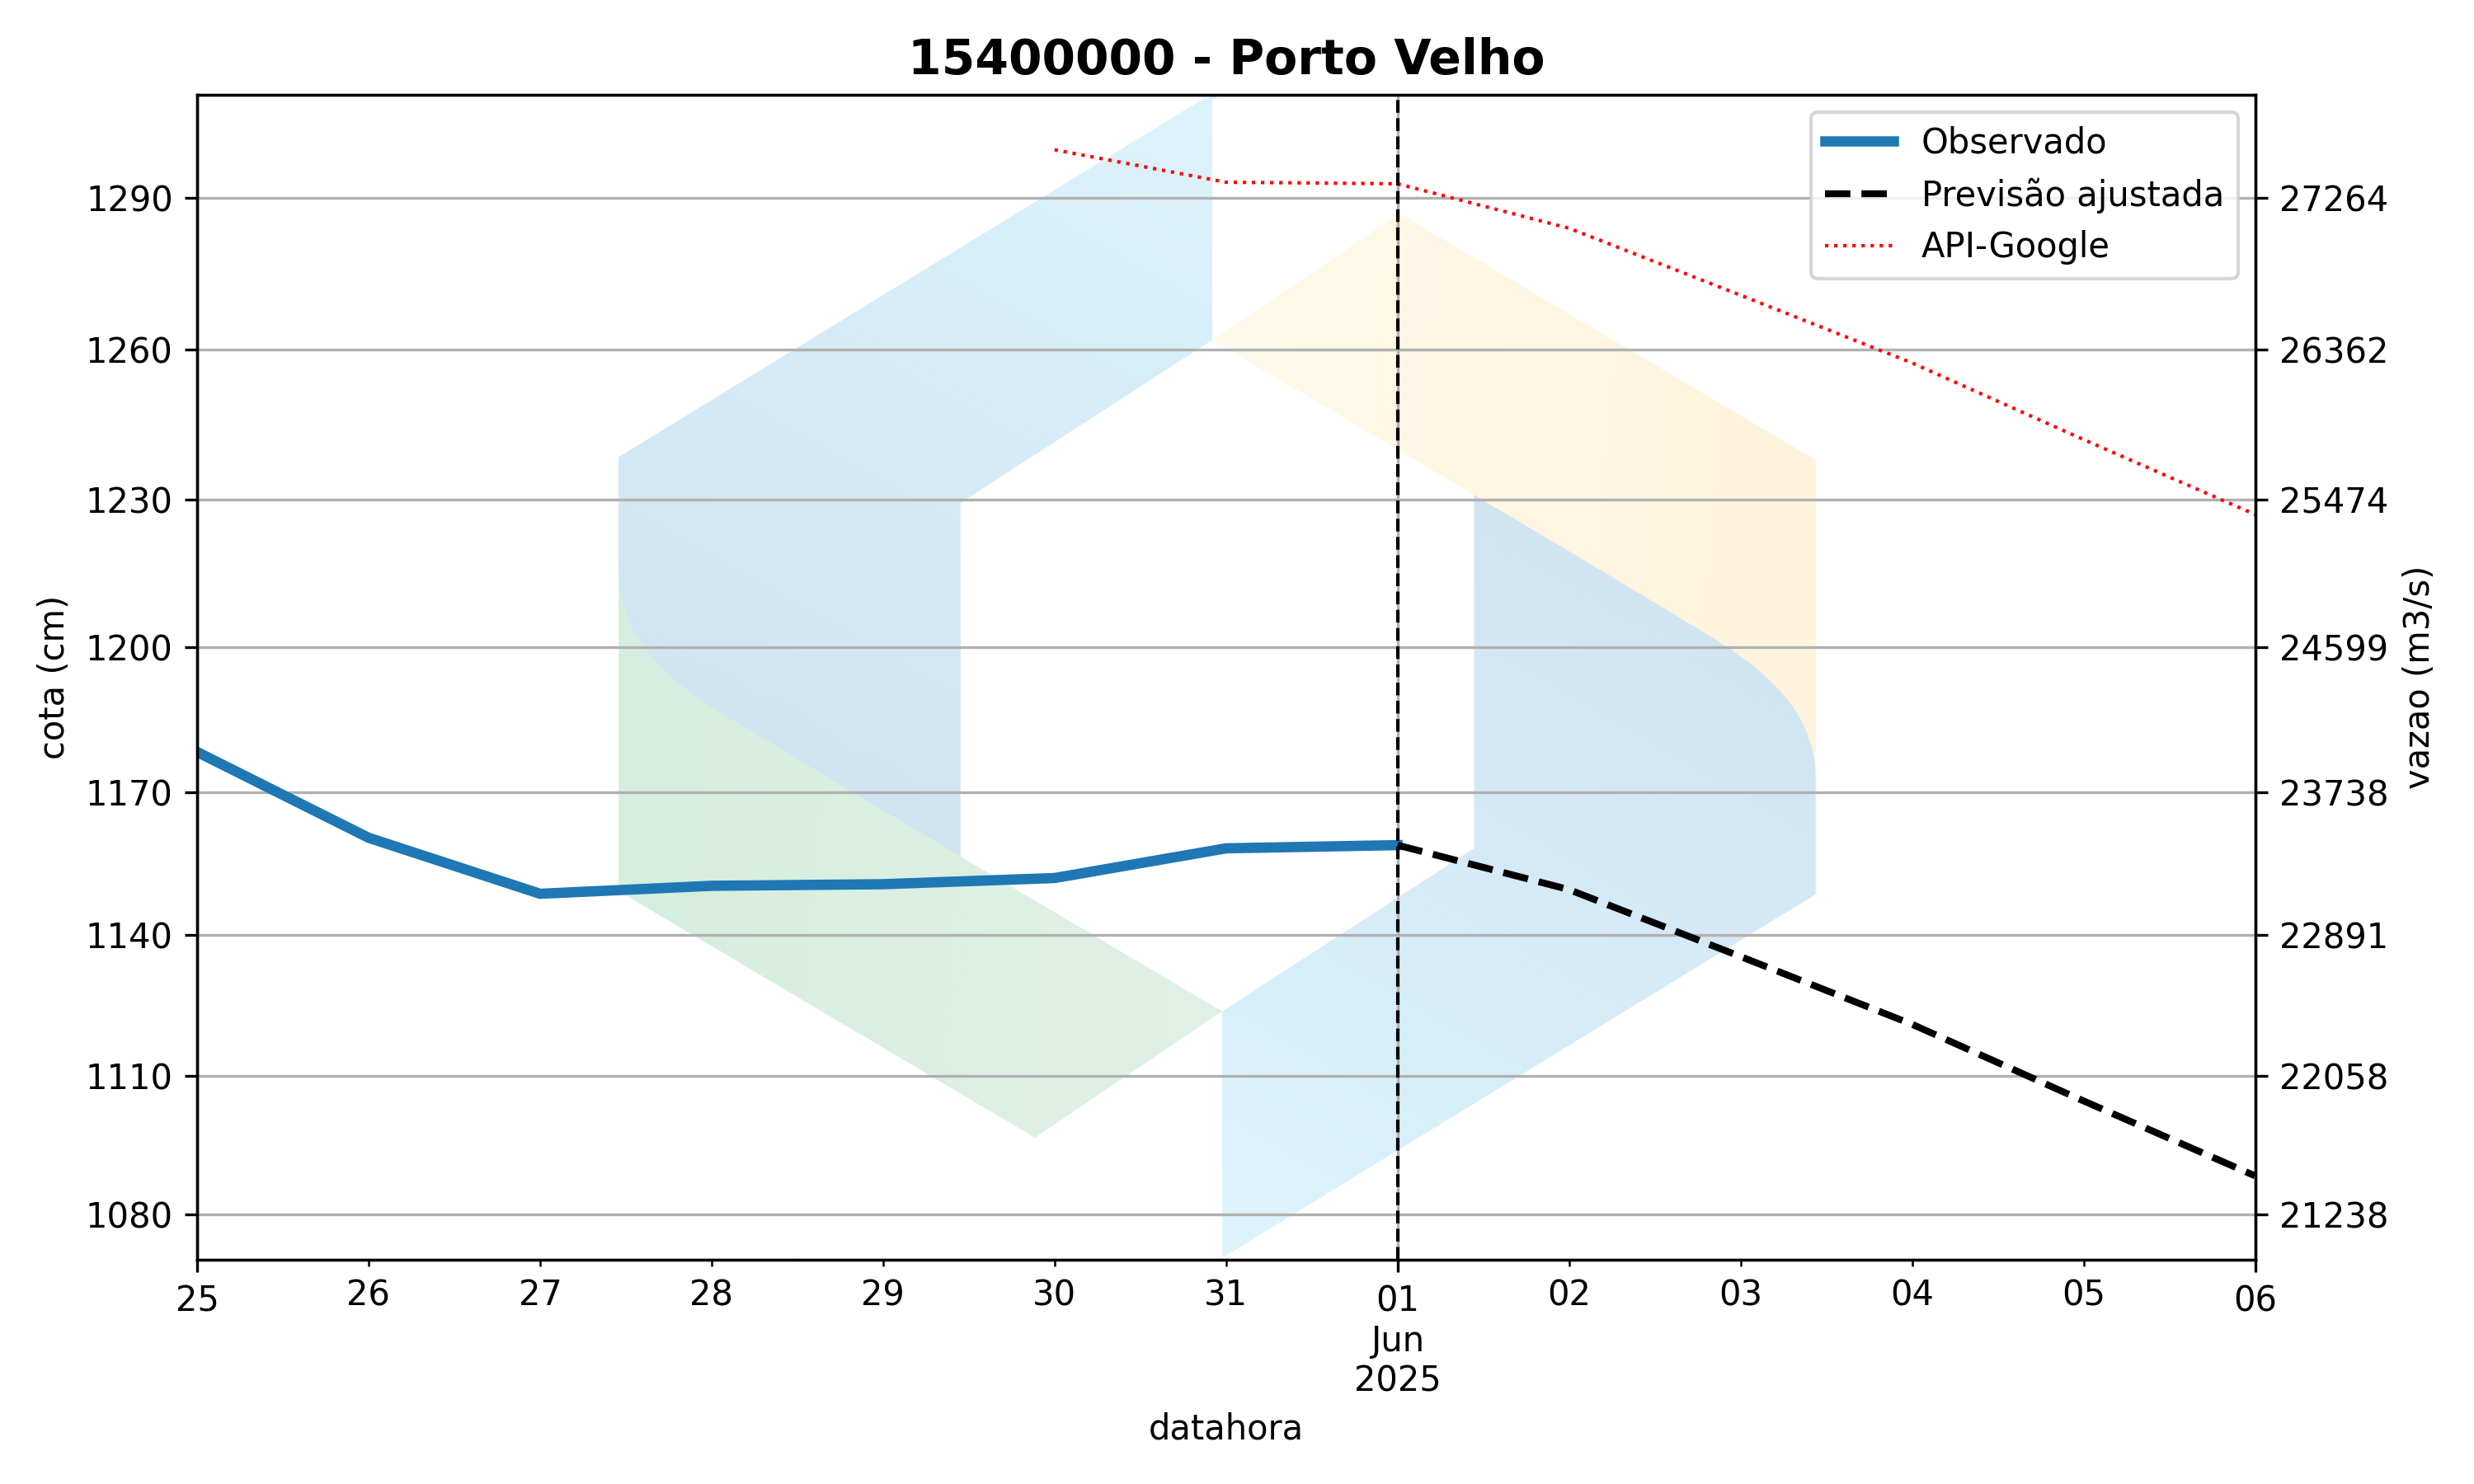 15400000 - Porto Velho
Observado
Previsão ajustada
API-Google
1290
1260
1230
1200
1170
1140
1110
1080
cota (cm)
27264
26362
25474
24599
23738
22891
22058
21238
vazao (m3/s)
25 26 27 28 29 30 31 01 02 03 04 05 06
Jun
2025
datahora